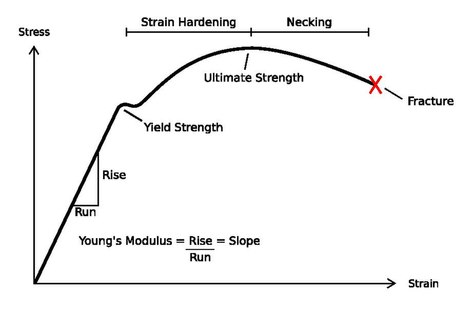 Strain Hardening
Necking
Stress
Ultimate Strength
Fracture
Yield Strength
Rise
Run
Young's Modulus = Rise = Slope
Run
Strain